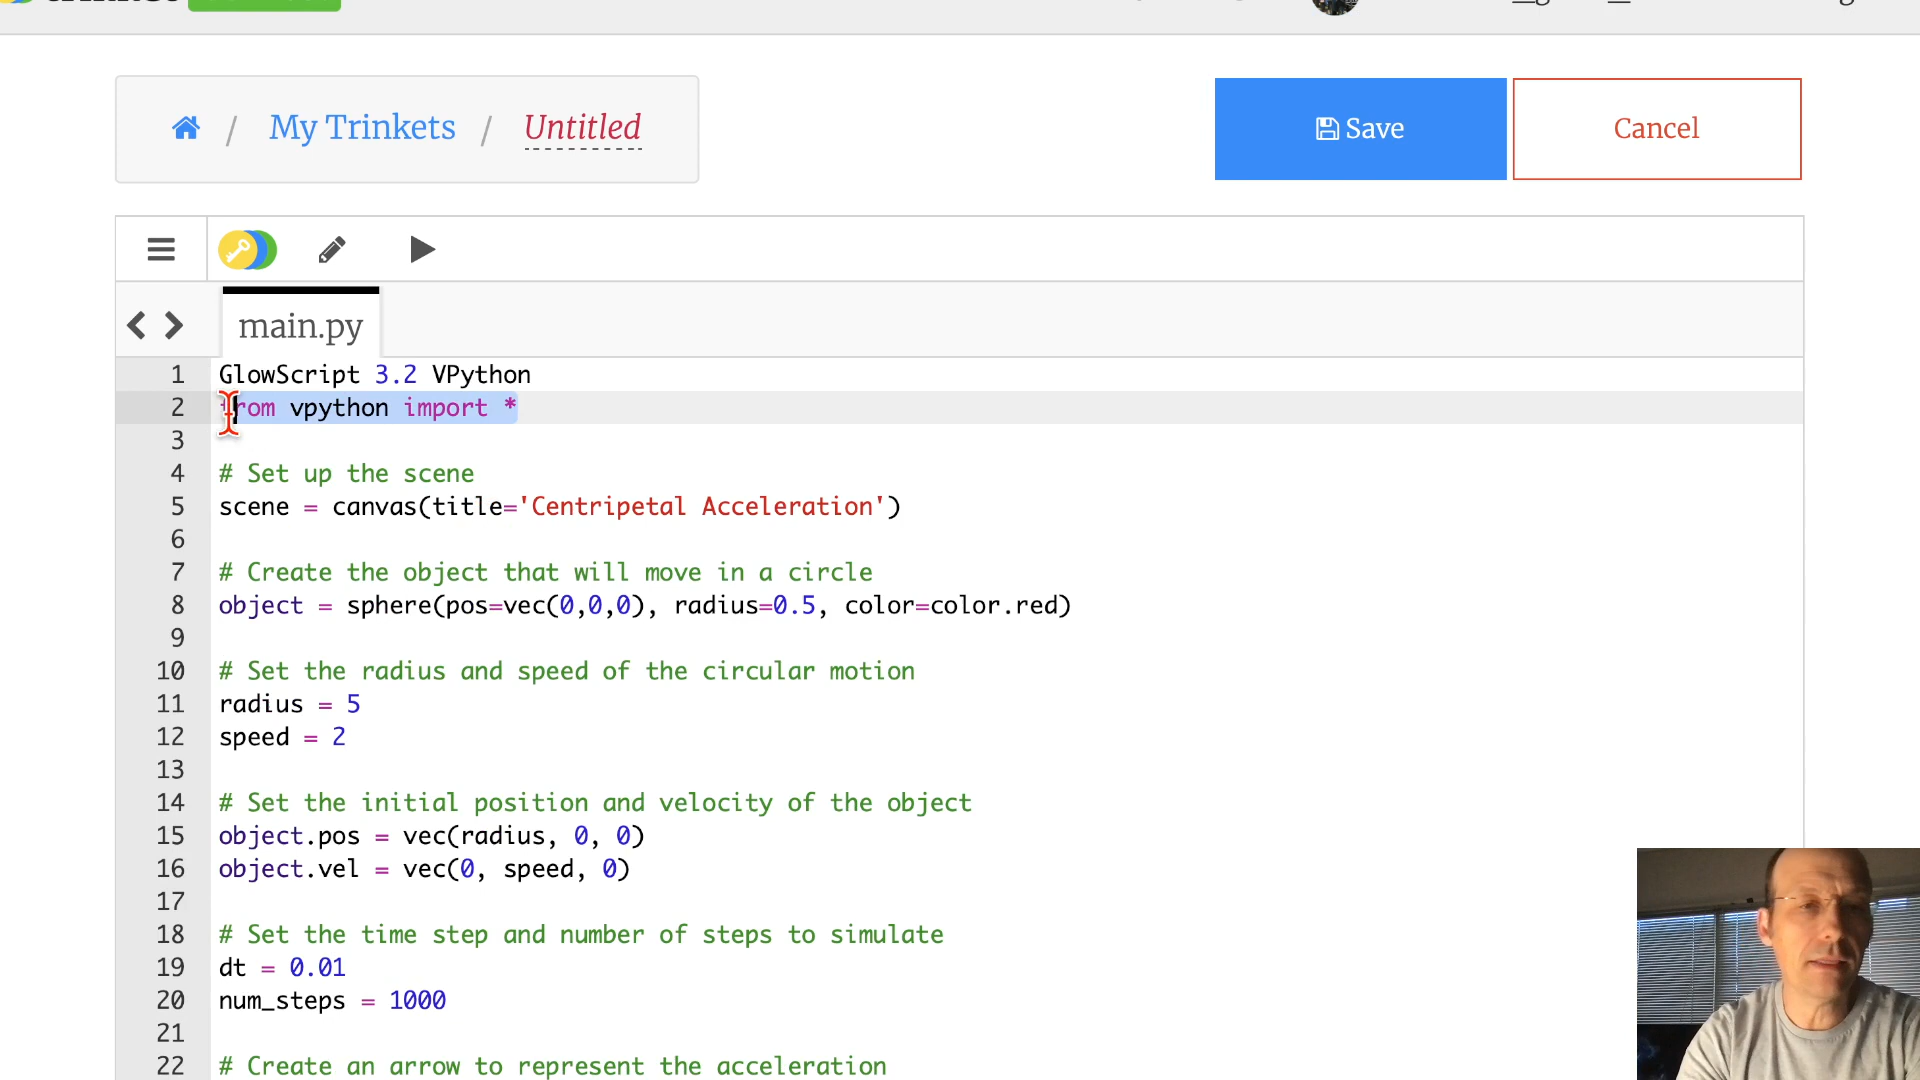 My Trinkets / Untitled
Save
Cancel
main.py
1 GlowScript 3.2 VPython
2 from vpython import *
3
4 # Set up the scene
5 scene = canvas(title='Centripetal Acceleration')
6
7 # Create the object that will move in a circle
8 object = sphere(pos=vec(0,0,0), radius=0.5, color=color.red)
9
10 # Set the radius and speed of the circular motion
11 radius = 5
12 speed = 2
13
14 # Set the initial position and velocity of the object
15 object.pos = vec(radius, 0, 0)
16 object.vel = vec(0, speed, 0)
17
18 # Set the time step and number of steps to simulate
19 dt = 0.01
20 num_steps = 1000
21
22 # Create an arrow to represent the acceleration